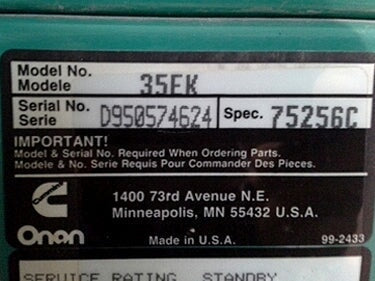 Model No. 35EK
Modele
Serial No. D950574624 Spec. 75256C
Serie
IMPORTANT!
Model & Serial No. Required When Ordering Parts.
Modele & No. Serie Requis Pour Commander Des Pieces.
1400 73rd Avenue N.E.
Minneapolis, MN 55432 U.S.A.
Onan Made in U.S.A. 99-2433
SERVICE RATING STANDBY